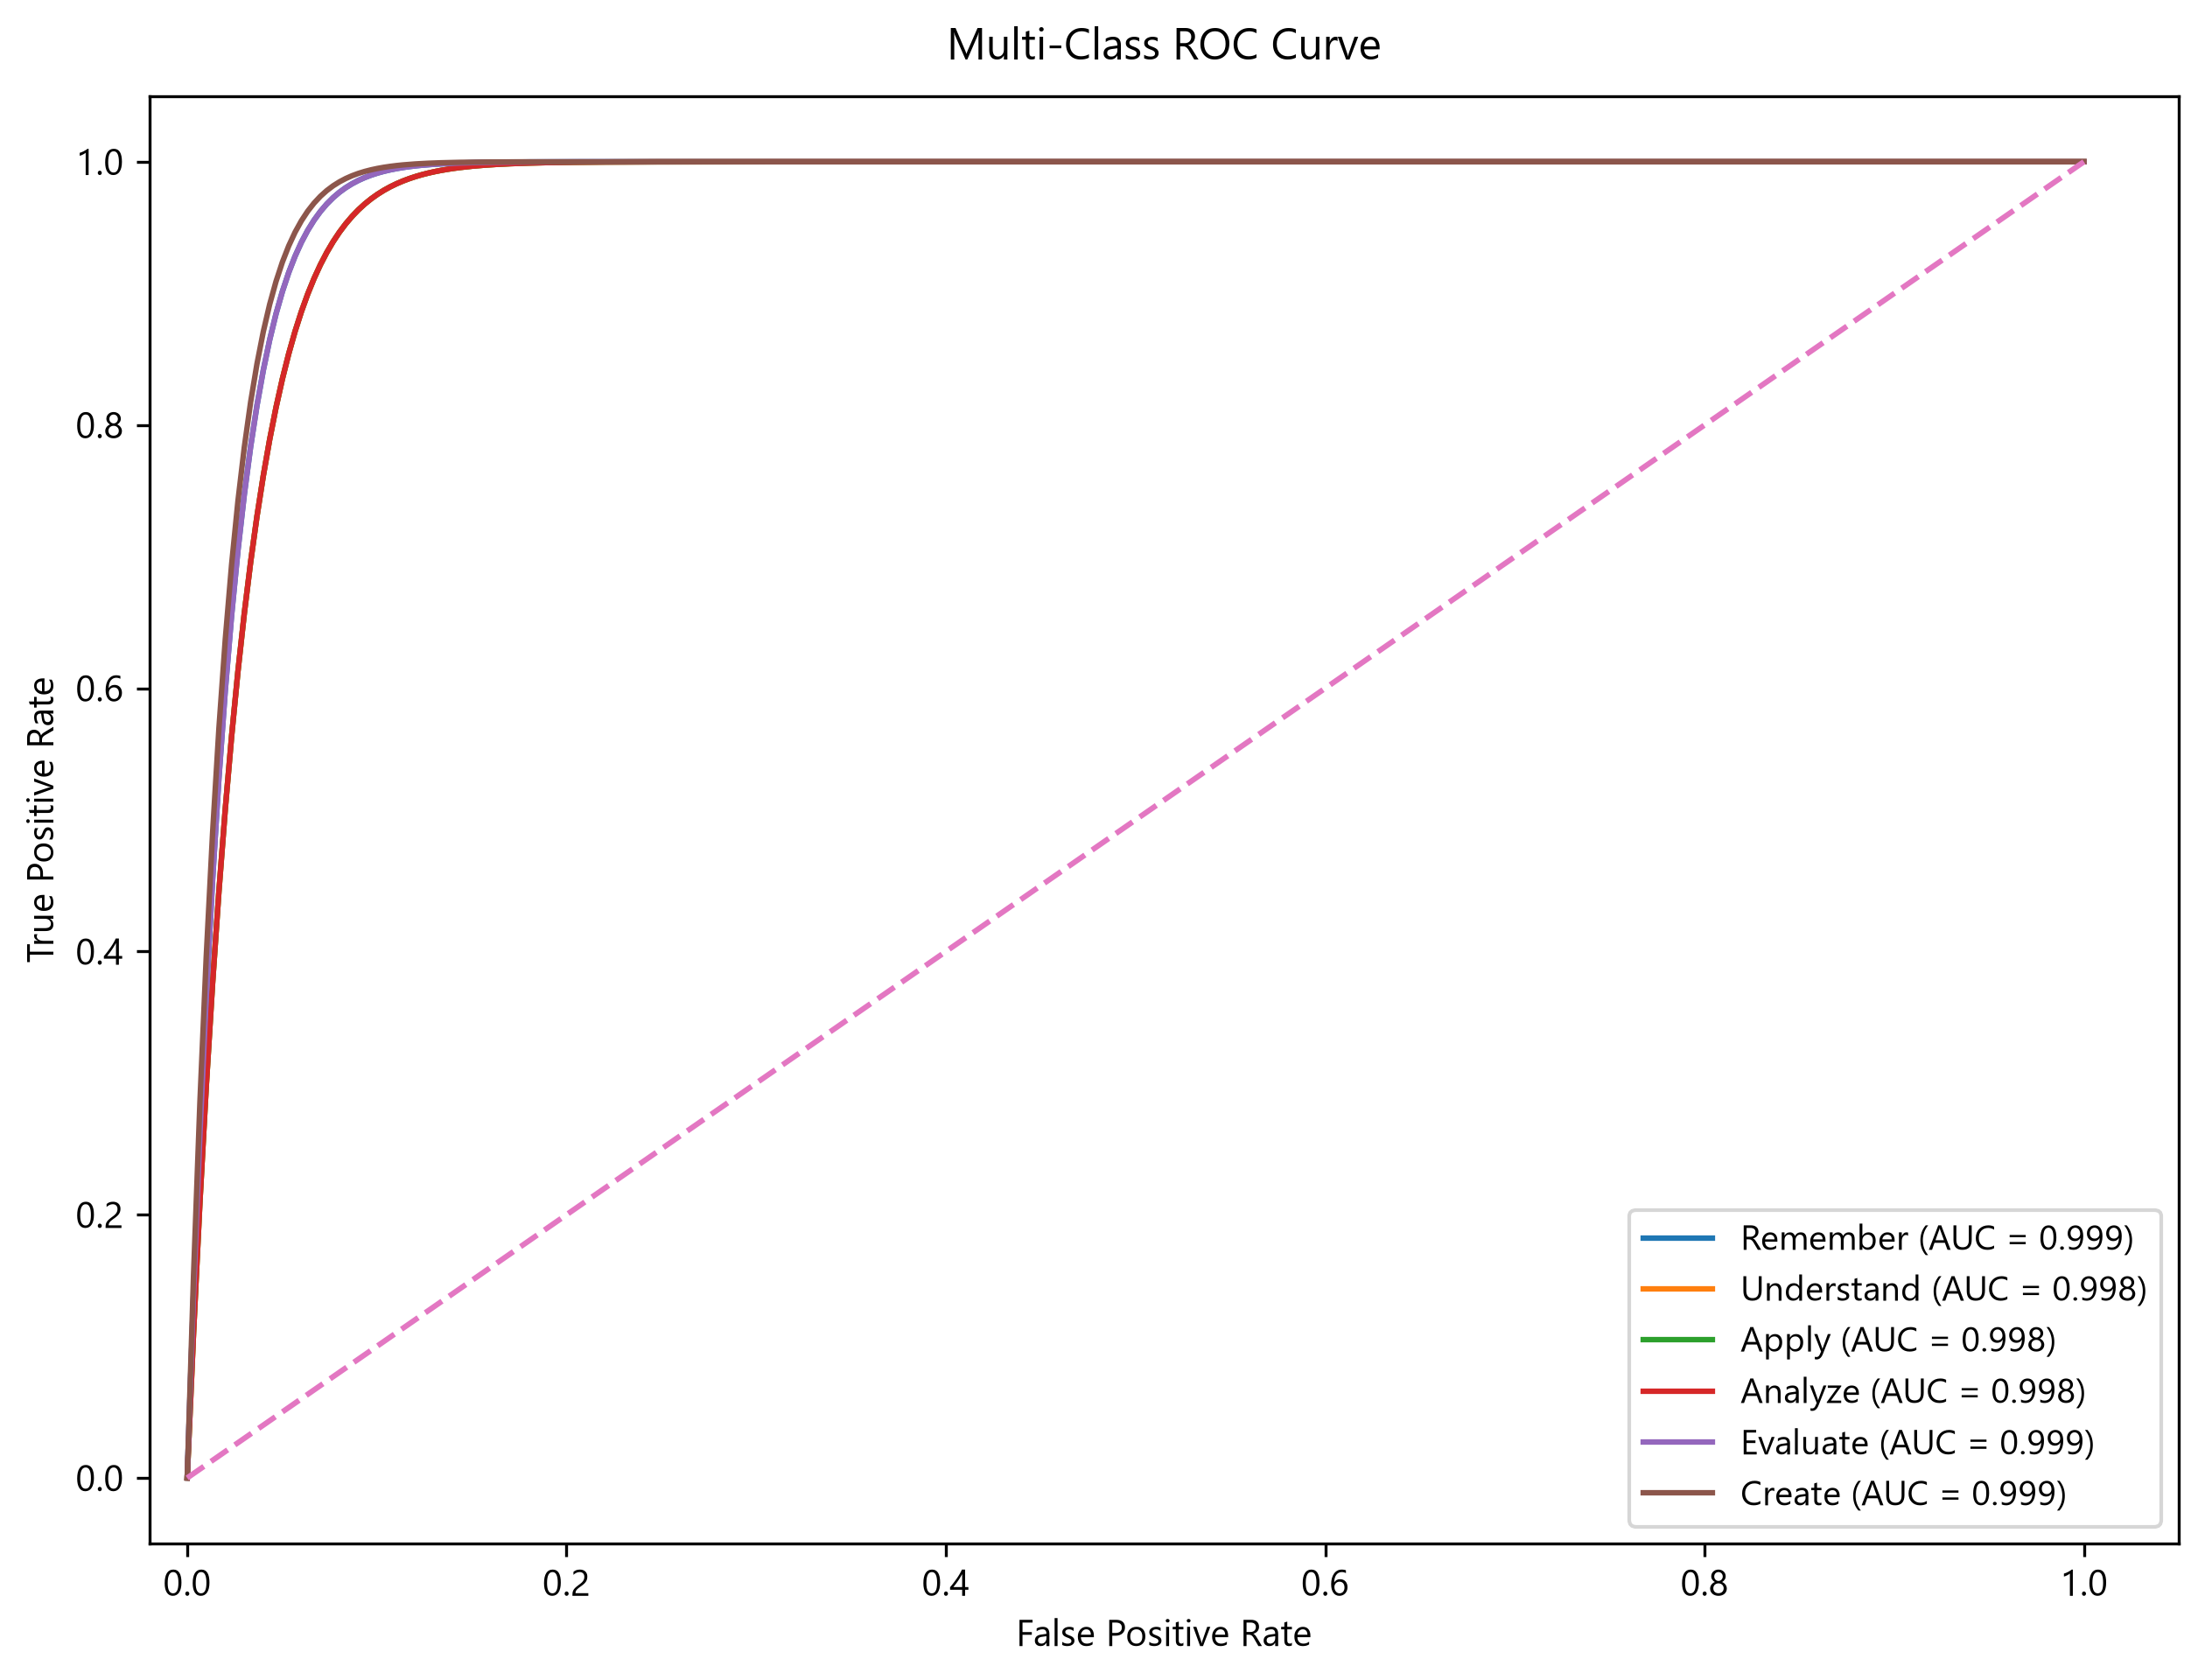 Multi-Class ROC Curve
True Positive Rate
1.0
0.8
0.6
0.4
0.2
0.0
0.0 0.2 0.4 0.6 0.8 1.0
False Positive Rate
Remember (AUC = 0.999)
Understand (AUC = 0.998)
Apply (AUC = 0.998)
Analyze (AUC = 0.998)
Evaluate (AUC = 0.999)
Create (AUC = 0.999)